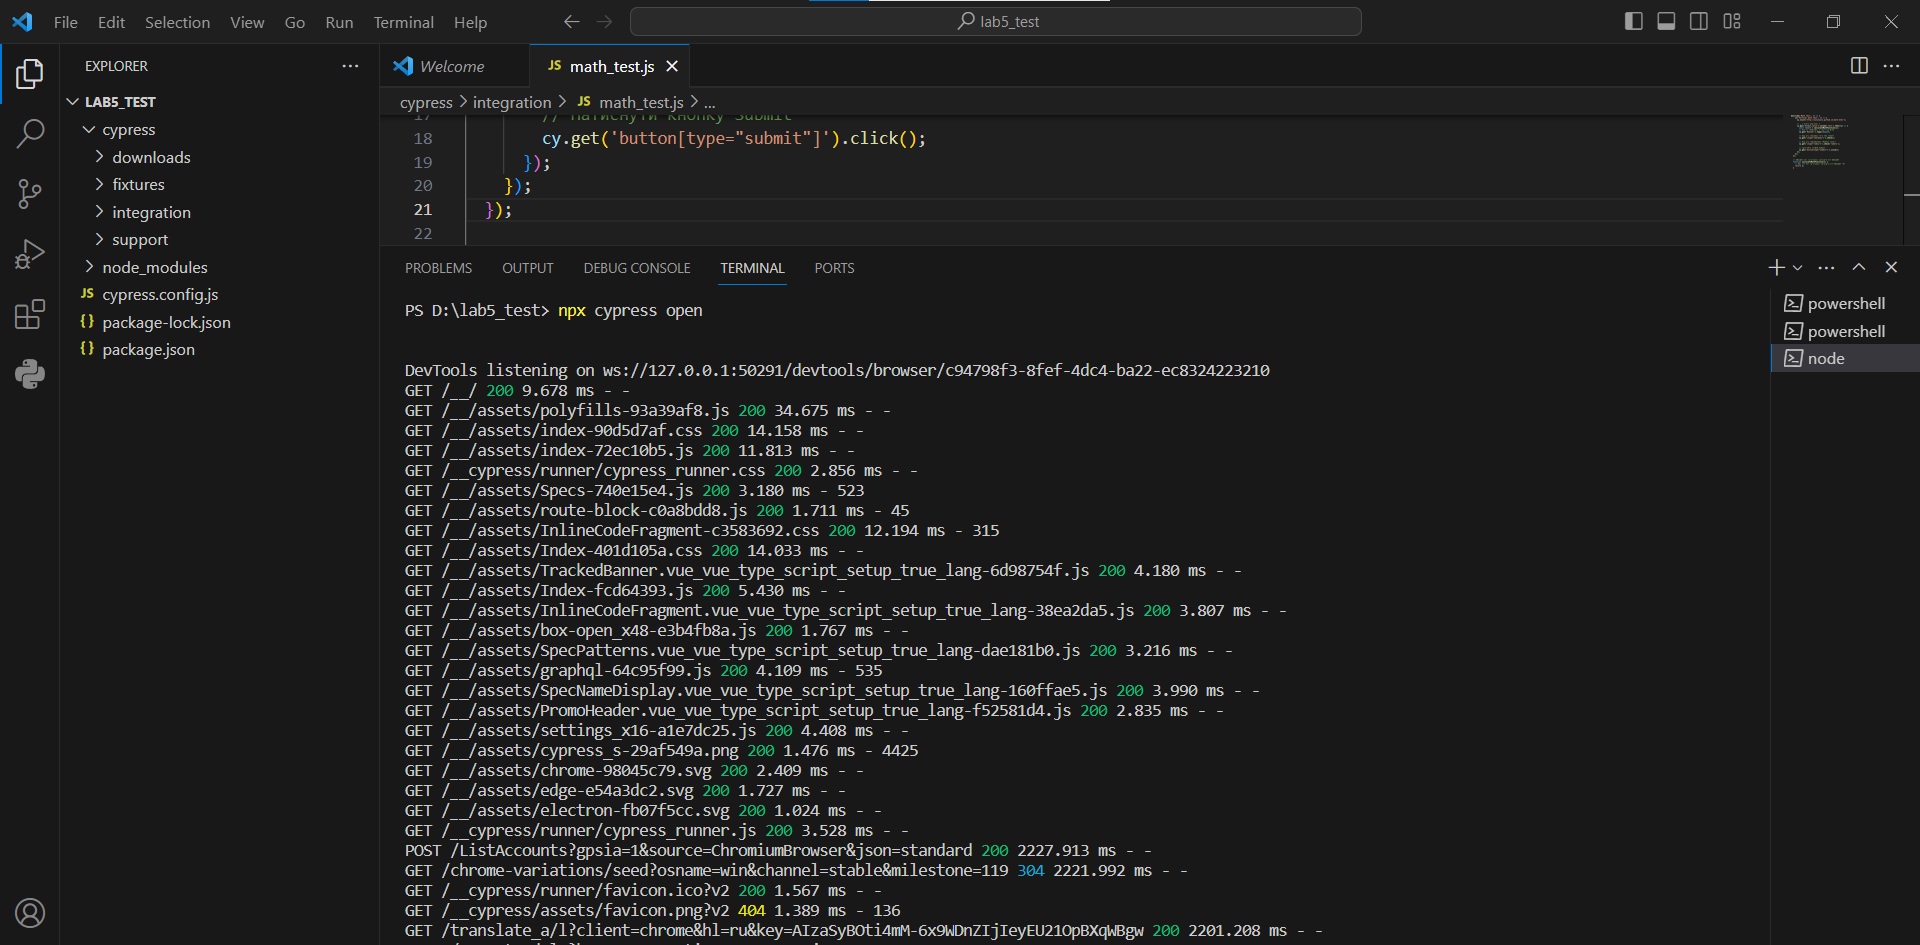 File Edit Selection View Go Run Terminal Help
lab5_test
EXPLORER
LAB5_TEST
cypress
downloads
fixtures
integration
support
node_modules
JS cypress.config.js
{} package-lock.json
{} package.json
Welcome
JS math_test.js
cypress > integration > JS math_test.js > ...
17 // Натиснути кнопку Submit
18 cy.get('button[type="submit"]').click();
19 });
20 });
21 });
22
PROBLEMS OUTPUT DEBUG CONSOLE TERMINAL PORTS
powershell
powershell
node
PS D:\lab5_test> npx cypress open
DevTools listening on ws://127.0.0.1:50291/devtools/browser/c94798f3-8fef-4dc4-ba22-ec8324223210
GET /__/ 200 9.678 ms - -
GET /__/assets/polyfills-93a39af8.js 200 34.675 ms - -
GET /__/assets/index-90d5d7af.css 200 14.158 ms - -
GET /__/assets/index-72ec10b5.js 200 11.813 ms - -
GET /__cypress/runner/cypress_runner.css 200 2.856 ms - -
GET /__/assets/Specs-740e15e4.js 200 3.180 ms - 523
GET /__/assets/route-block-c0a8bdd8.js 200 1.711 ms - 45
GET /__/assets/InlineCodeFragment-c3583692.css 200 12.194 ms - 315
GET /__/assets/Index-401d105a.css 200 14.033 ms - -
GET /__/assets/TrackedBanner.vue_vue_type_script_setup_true_lang-6d98754f.js 200 4.180 ms - -
GET /__/assets/Index-fcd64393.js 200 5.430 ms - -
GET /__/assets/InlineCodeFragment.vue_vue_type_script_setup_true_lang-38ea2da5.js 200 3.807 ms - -
GET /__/assets/box-open_x48-e3b4fb8a.js 200 1.767 ms - -
GET /__/assets/SpecPatterns.vue_vue_type_script_setup_true_lang-dae181b0.js 200 3.216 ms - -
GET /__/assets/graphql-64c95f99.js 200 4.109 ms - 535
GET /__/assets/SpecNameDisplay.vue_vue_type_script_setup_true_lang-160ffae5.js 200 3.990 ms - -
GET /__/assets/PromoHeader.vue_vue_type_script_setup_true_lang-f52581d4.js 200 2.835 ms - -
GET /__/assets/settings_x16-a1e7dc25.js 200 4.408 ms - -
GET /__/assets/cypress_s-29af549a.png 200 1.476 ms - 4425
GET /__/assets/chrome-98045c79.svg 200 2.409 ms - -
GET /__/assets/edge-e54a3dc2.svg 200 1.727 ms - -
GET /__/assets/electron-fb07f5cc.svg 200 1.024 ms - -
GET /__cypress/runner/cypress_runner.js 200 3.528 ms - -
POST /ListAccounts?gpsia=1&source=ChromiumBrowser&json=standard 200 2227.913 ms - -
GET /chrome-variations/seed?osname=win&channel=stable&milestone=119 304 2221.992 ms - -
GET /__cypress/runner/favicon.ico?v2 200 1.567 ms - -
GET /__cypress/assets/favicon.png?v2 404 1.389 ms - 136
GET /translate_a/l?client=chrome&hl=ru&key=AIzaSyBOti4mM-6x9WDnZIjIeyEU21OpBXqWBgw 200 2201.208 ms - -